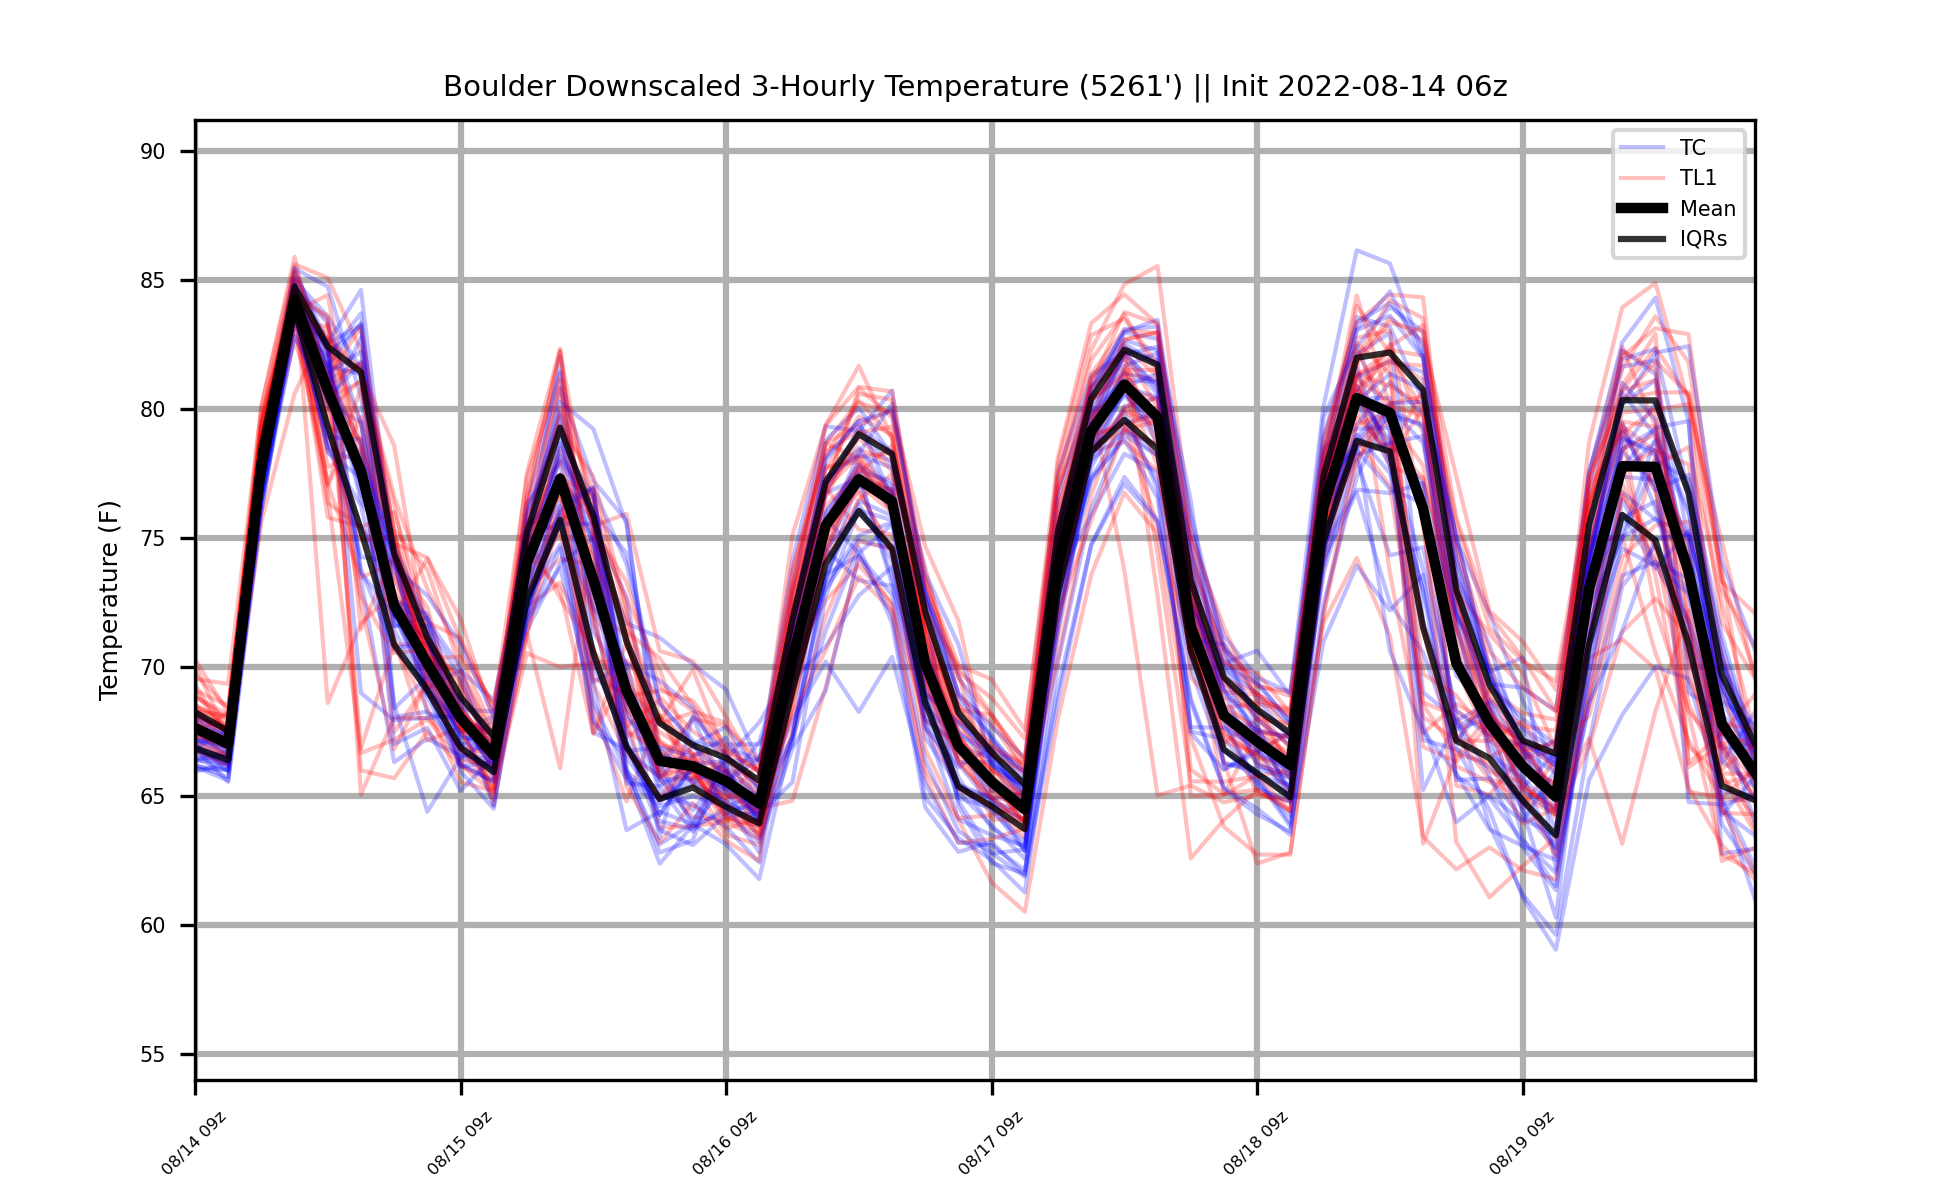 Boulder Downscaled 3-Hourly Temperature (5261') || Init 2022-08-14 06z
TC
TL1
Mean
IQRs
Temperature (F)
90
85
80
75
70
65
60
55
08/14 09z
08/15 09z
08/16 09z
08/17 09z
08/18 09z
08/19 09z